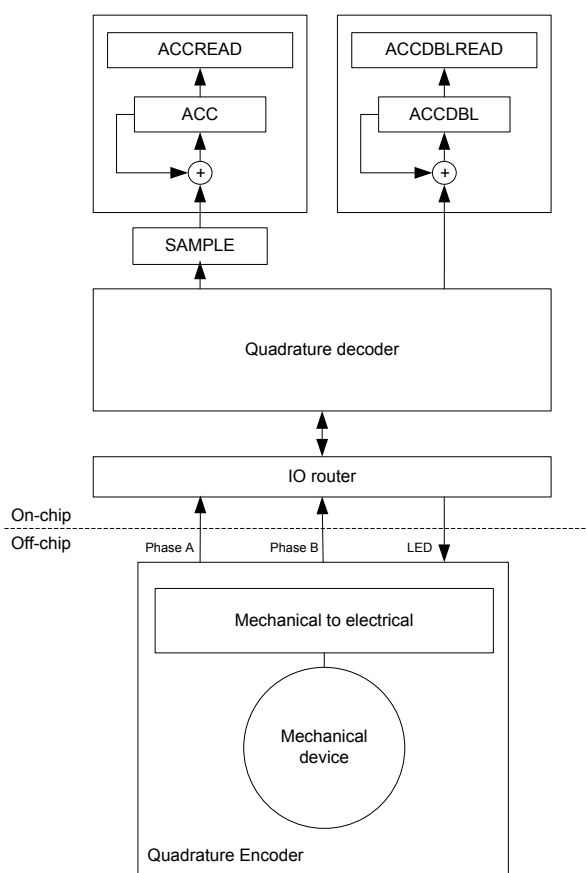 ACCREAD
ACCDBLREAD
ACC
ACCDBL
+
+
SAMPLE
Quadrature decoder
IO router
On-chip
Off-chip
Phase A
Phase B
LED
Mechanical to electrical
Mechanical
device
Quadrature Encoder